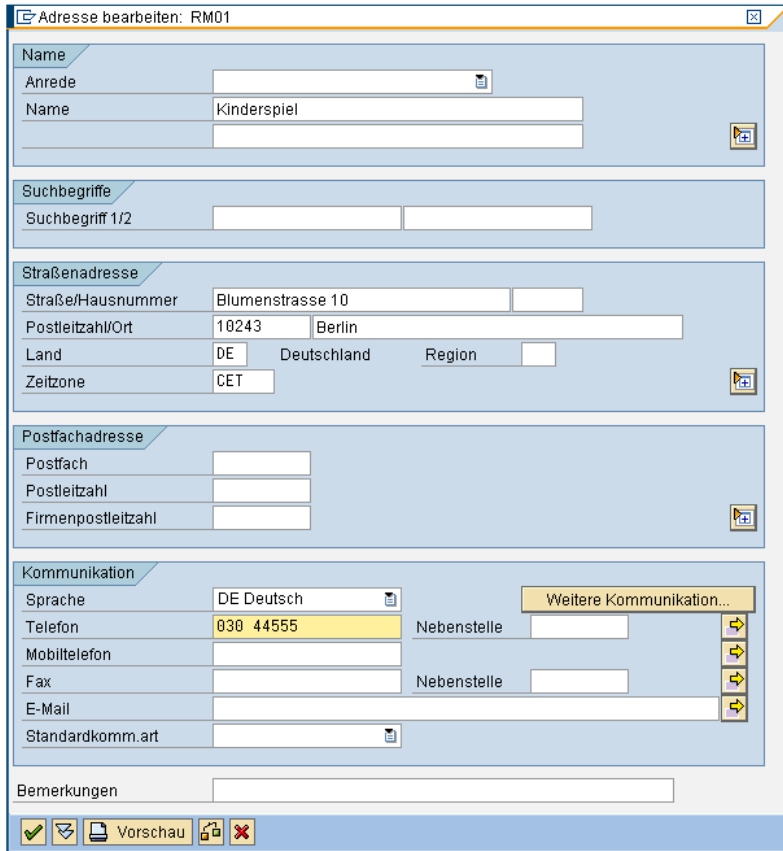 Adresse bearbeiten: RM01
Name
Anrede
Name Kinderspiel
Suchbegriffe
Suchbegriff 1/2
Straßenadresse
Straße/Hausnummer Blumenstrasse 10
Postleitzahl/Ort 10243 Berlin
Land DE Deutschland Region
Zeitzone CET
Postfachadresse
Postfach
Postleitzahl
Firmenpostleitzahl
Kommunikation
Sprache DE Deutsch Weitere Kommunikation...
Telefon 030 44555 Nebenstelle
Mobiltelefon
Fax Nebenstelle
E-Mail
Standardkomm.art
Bemerkungen
Vorschau